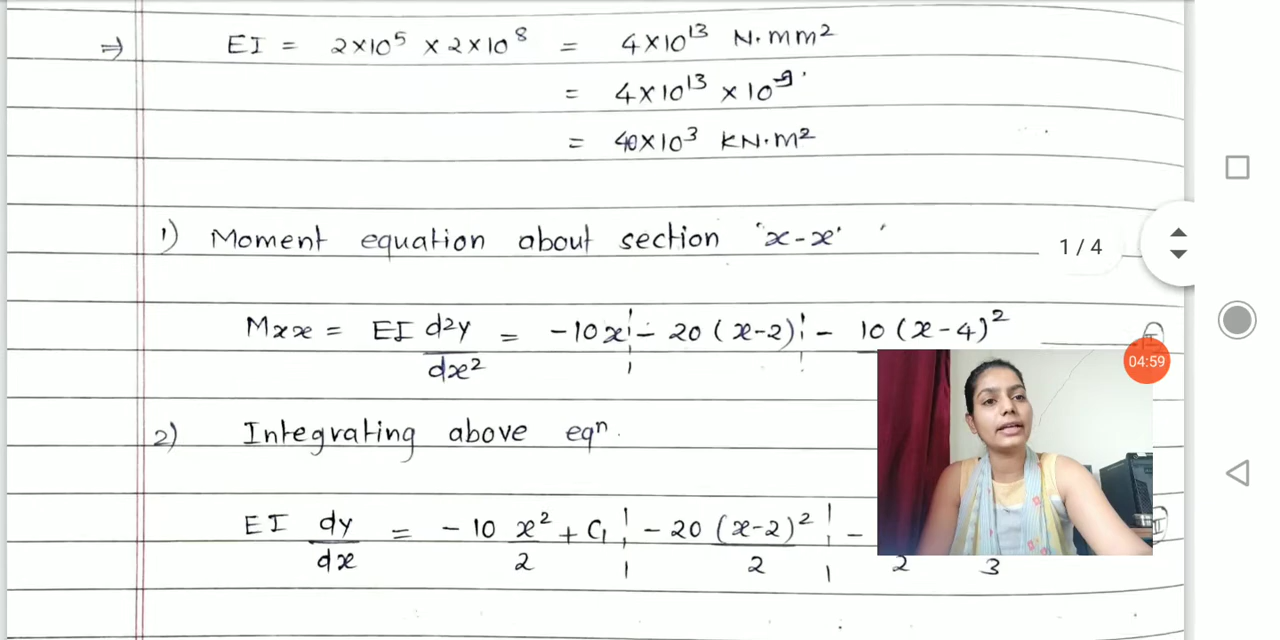 ⇒ EI = 2×10⁵ × 2×10⁸ = 4×10¹³ N.mm²
= 4×10¹³ × 10⁻⁹
= 40×10³ KN.m²
1) Moment equation about section 'x-x'
1 / 4
Mxx = EI d²y/dx² = -10x ¦ - 20(x-2) ¦ - 10(x-4)²
04:59
2) Integrating above eqⁿ.
EI dy/dx = -10 x²/2 + C₁ ¦ - 20 (x-2)²/2 ¦ - 2 3